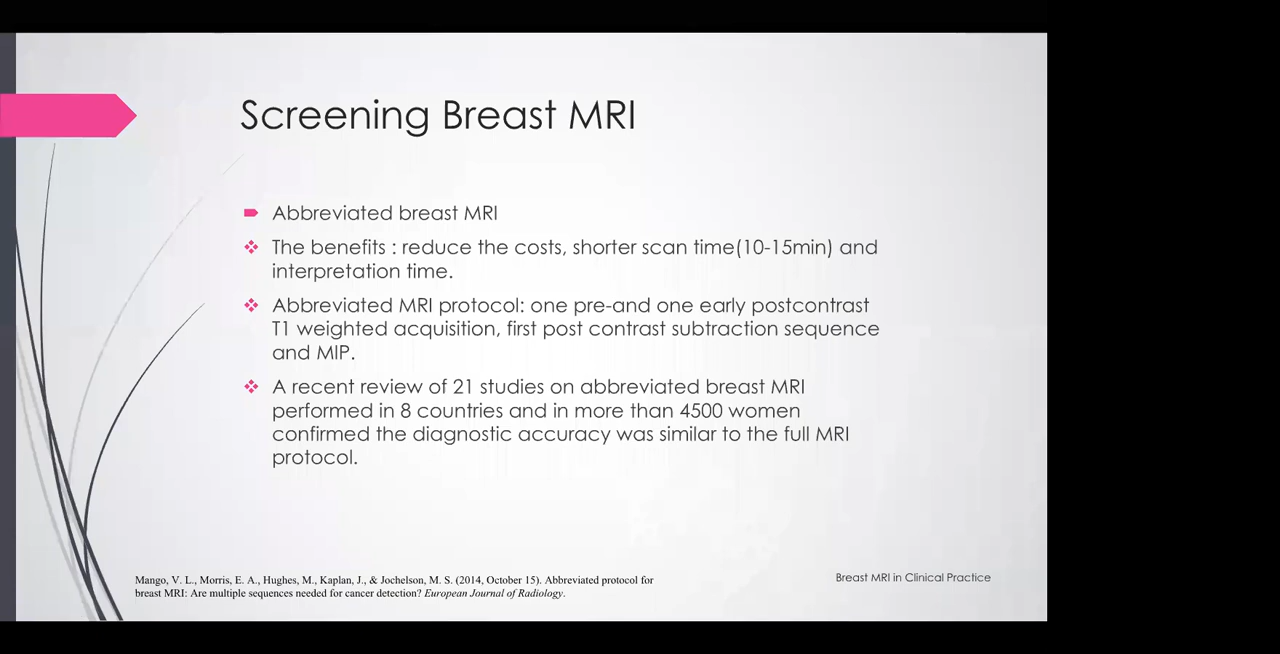 Screening Breast MRI
Abbreviated breast MRI
The benefits : reduce the costs, shorter scan time(10-15min) and
interpretation time.
Abbreviated MRI protocol: one pre-and one early postcontrast
T1 weighted acquisition, first post contrast subtraction sequence
and MIP.
A recent review of 21 studies on abbreviated breast MRI
performed in 8 countries and in more than 4500 women
confirmed the diagnostic accuracy was similar to the full MRI
protocol.
Mango, V. L., Morris, E. A., Hughes, M., Kaplan, J., & Jochelson, M. S. (2014, October 15). Abbreviated protocol for
breast MRI: Are multiple sequences needed for cancer detection? European Journal of Radiology.
Breast MRI in Clinical Practice